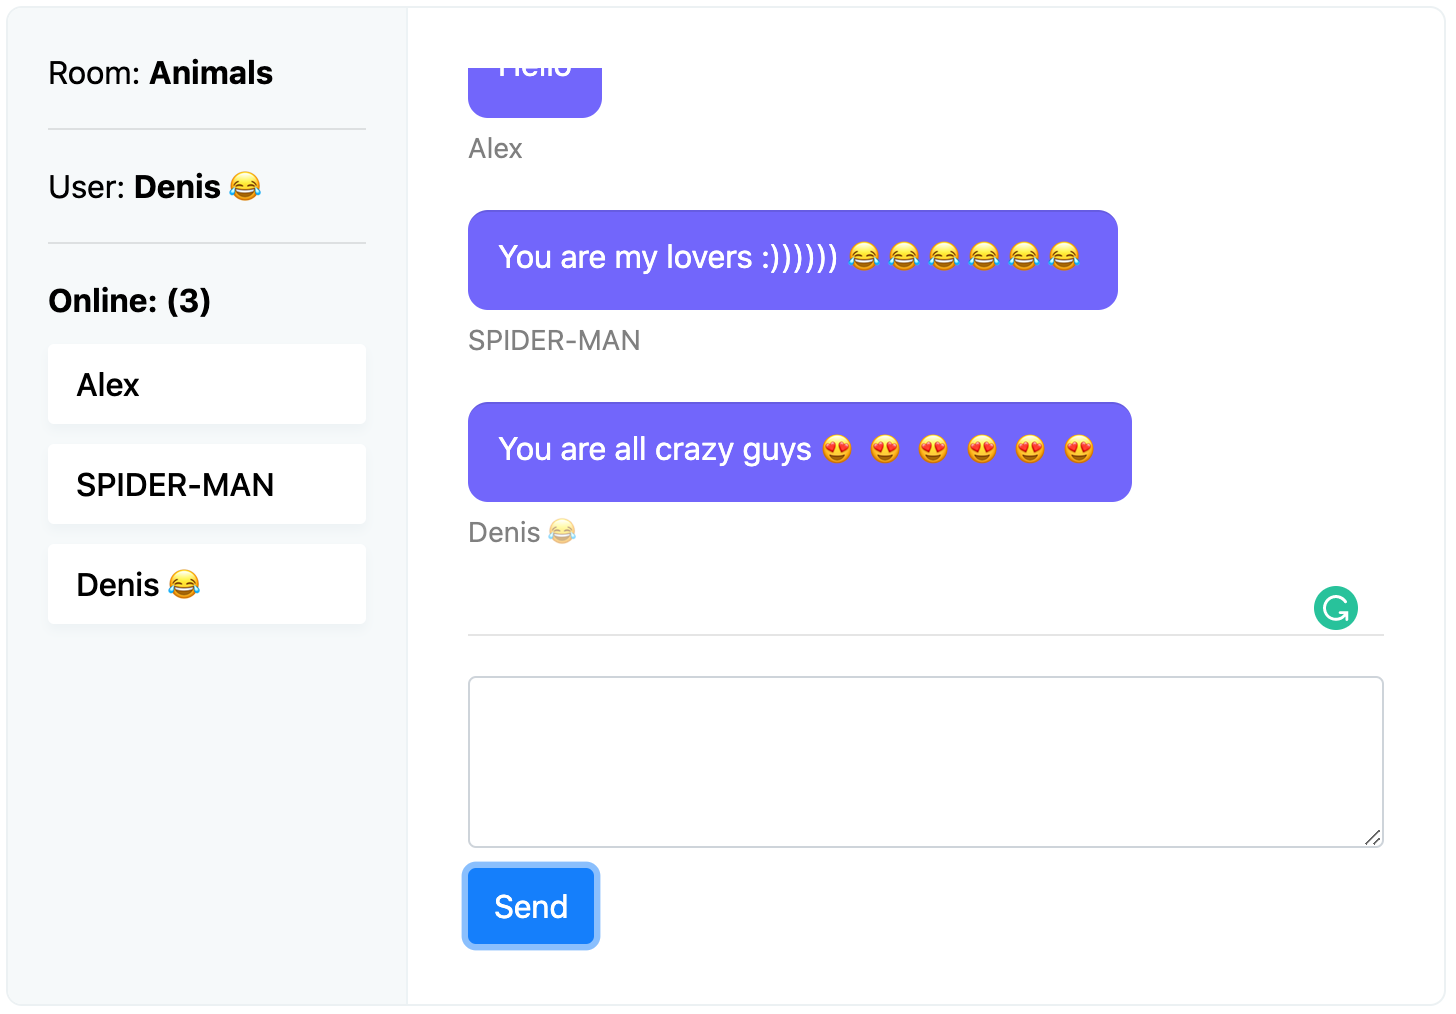 Room: Animals
User: Denis 😂
Online: (3)
Alex
SPIDER-MAN
Denis 😂
Hello
Alex
You are my lovers :)))))) 😂 😂 😂 😂 😂 😂
SPIDER-MAN
You are all crazy guys 😍 😍 😍 😍 😍 😍
Denis 😂
Send